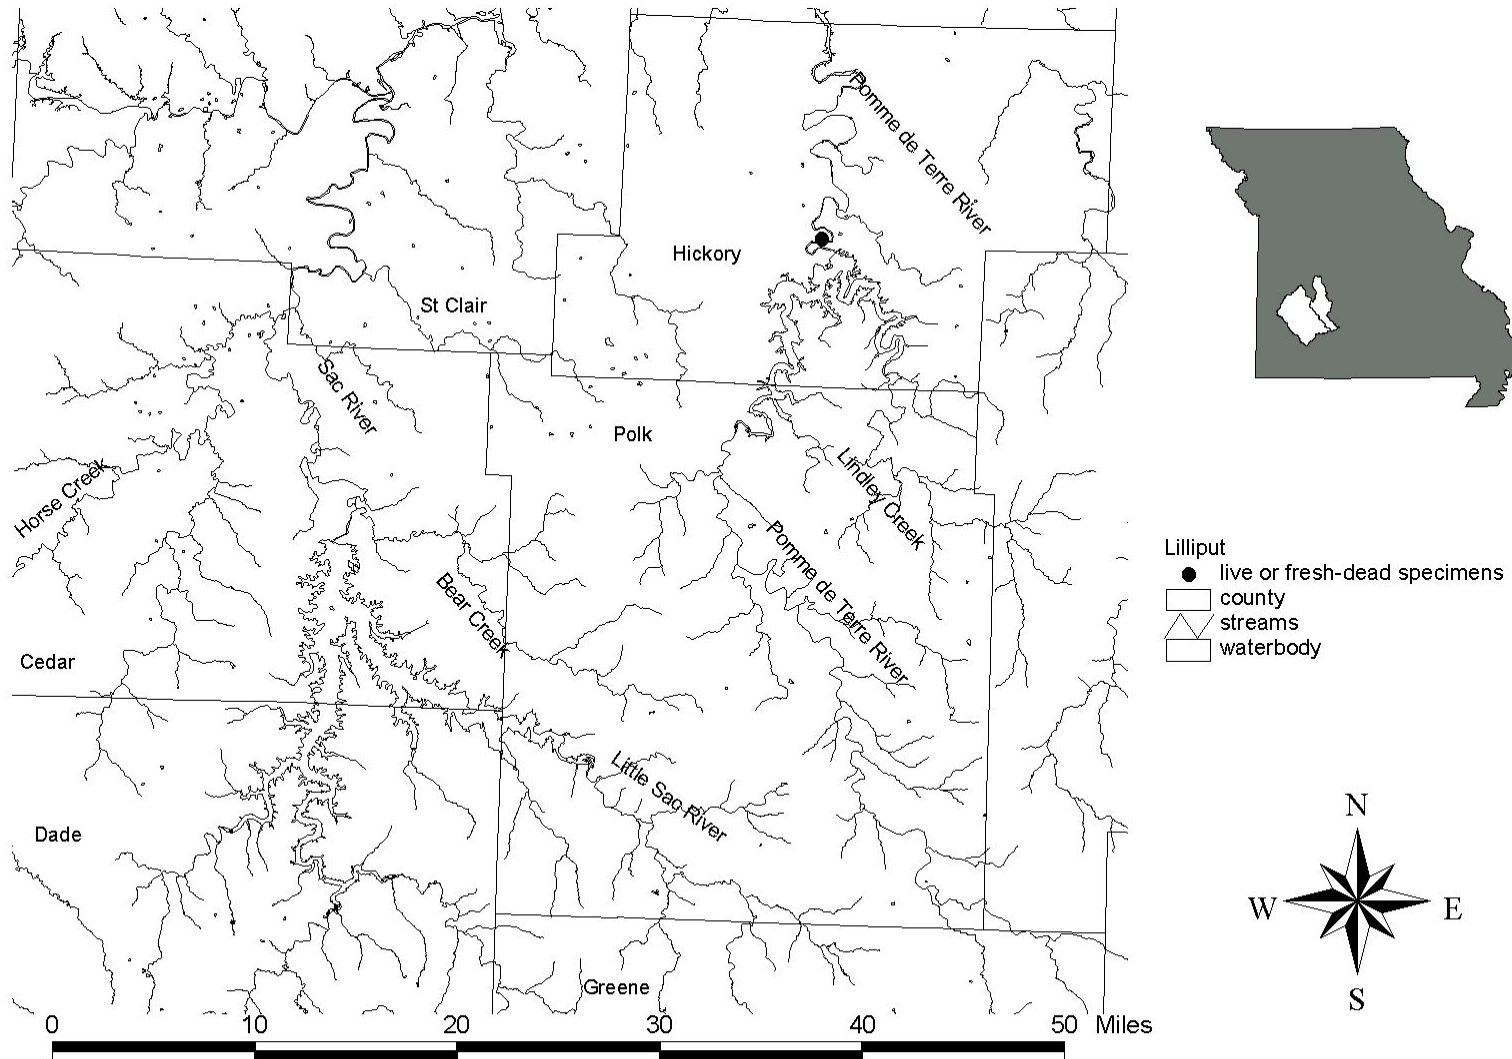 Pomme de Terre River
Hickory
St Clair
Sac River
Polk
Horse Creek
Lindley Creek
Pomme de Terre River
Bear Creek
Cedar
Little Sac River
Dade
Greene
0 10 20 30 40 50 Miles
Lilliput
live or fresh-dead specimens
county
streams
waterbody
N
W E
S